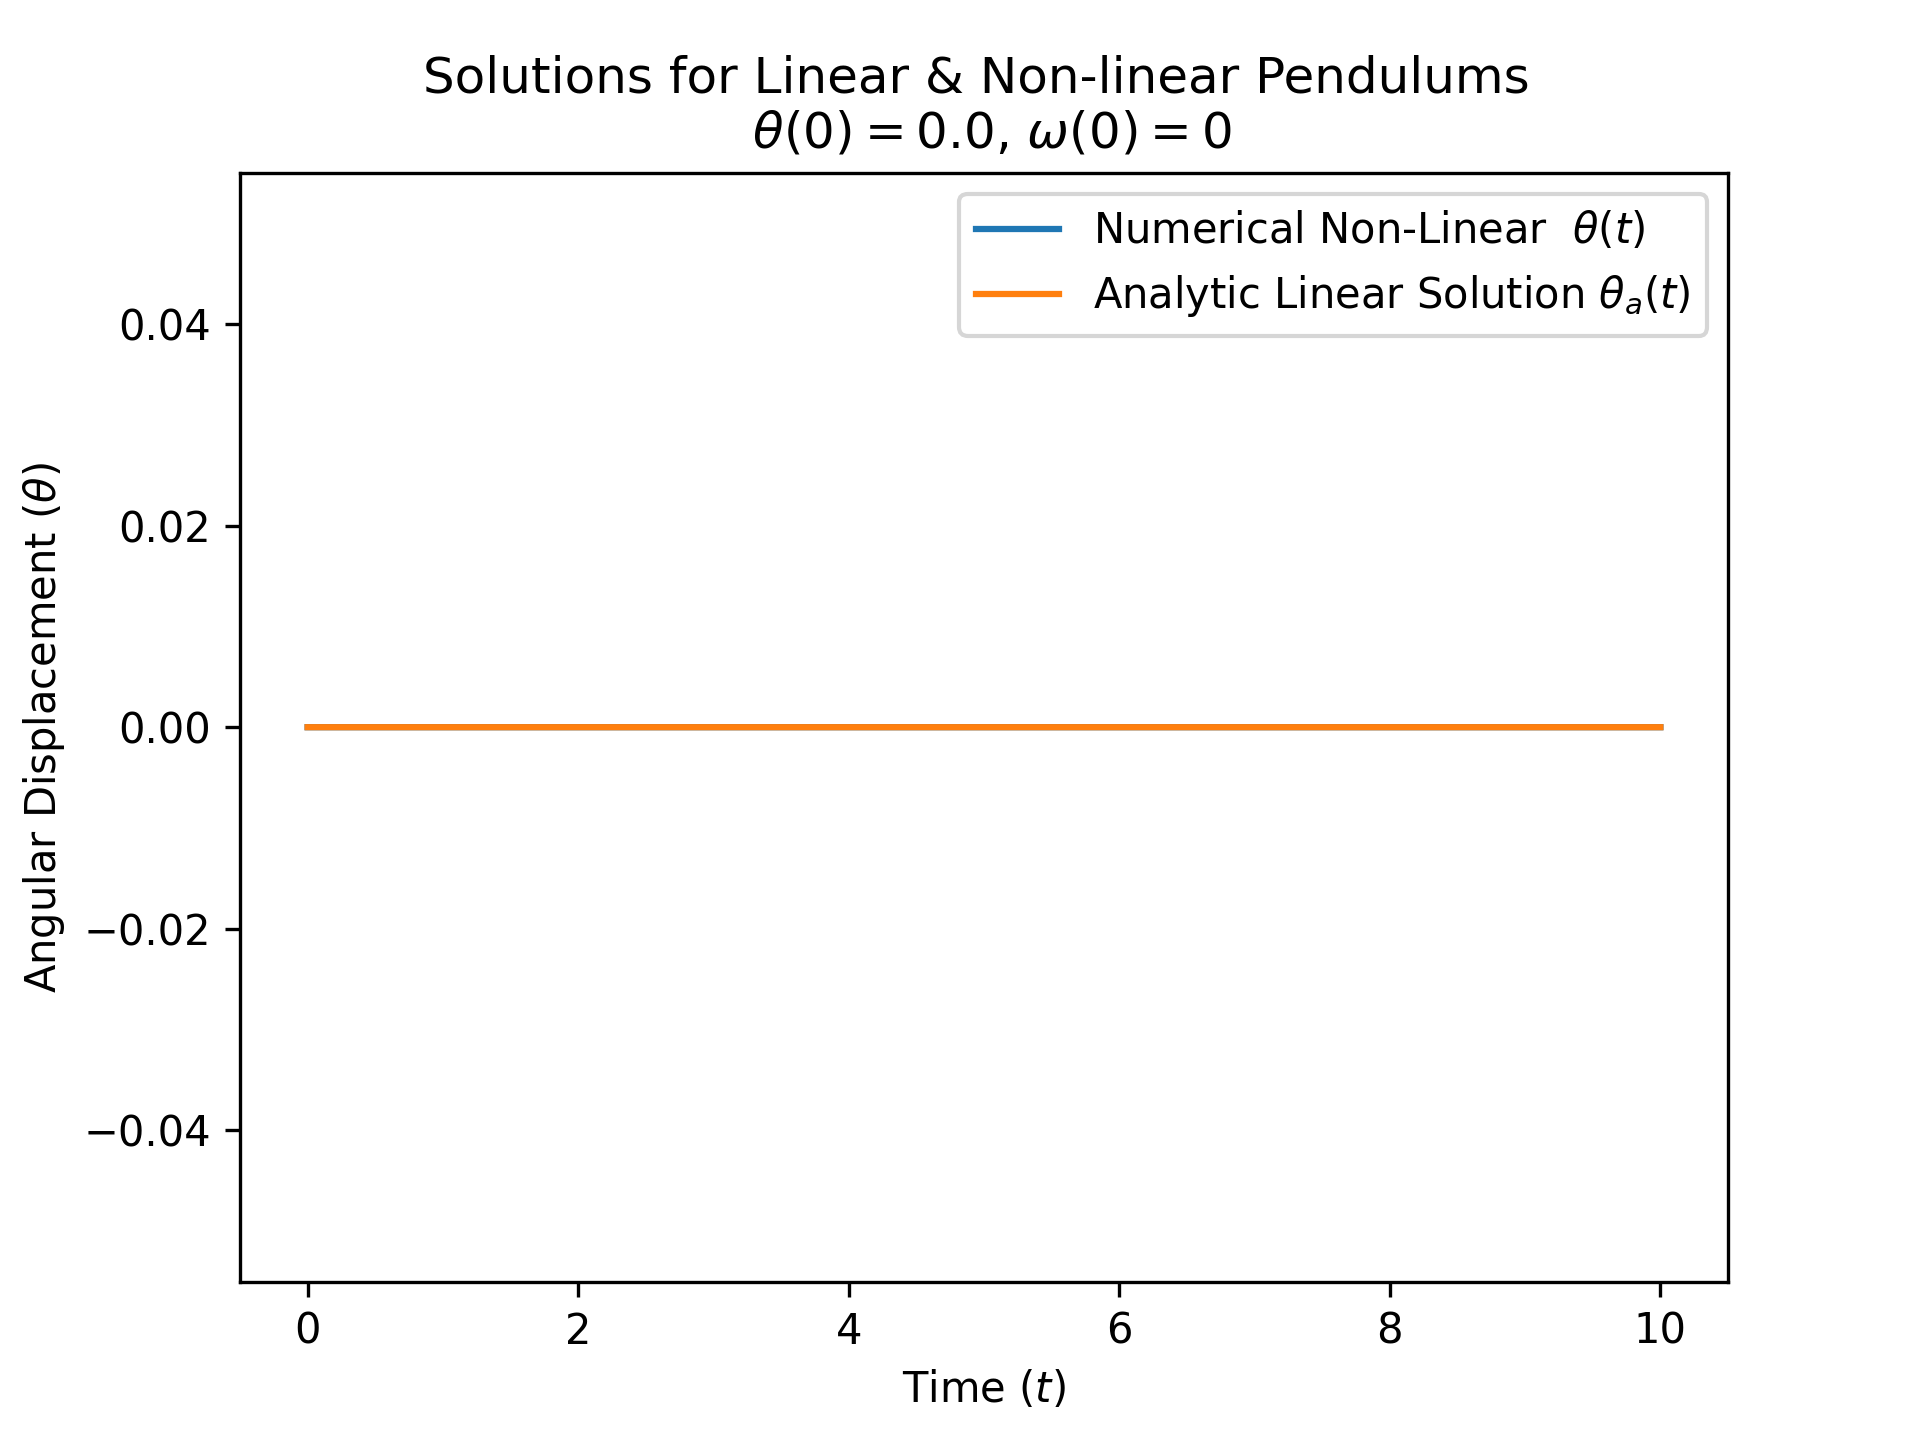 Solutions for Linear & Non-linear Pendulums
θ(0) = 0.0, ω(0) = 0
Numerical Non-Linear θ(t)
Analytic Linear Solution θₐ(t)
Angular Displacement (θ)
0.04
0.02
0.00
−0.02
−0.04
0 2 4 6 8 10
Time (t)